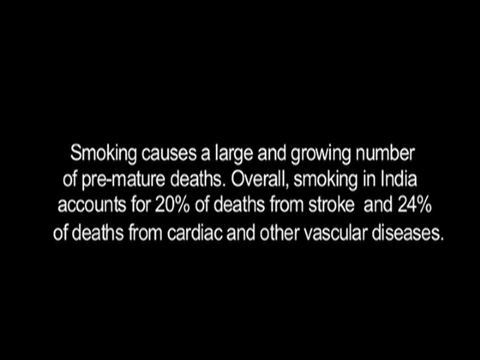 Smoking causes a large and growing number
of pre-mature deaths. Overall, smoking in India
accounts for 20% of deaths from stroke and 24%
of deaths from cardiac and other vascular diseases.